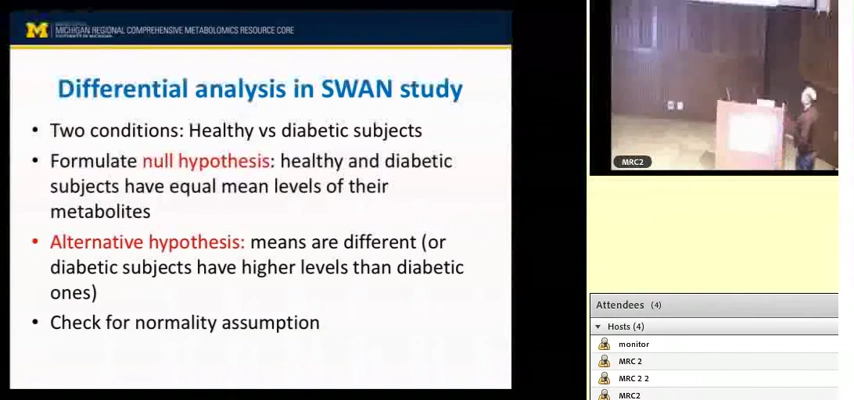 M
MICHIGAN REGIONAL COMPREHENSIVE METABOLOMICS RESOURCE CORE
Differential analysis in SWAN study
• Two conditions: Healthy vs diabetic subjects
• Formulate null hypothesis: healthy and diabetic
subjects have equal mean levels of their
metabolites
• Alternative hypothesis: means are different (or
diabetic subjects have higher levels than diabetic
ones)
• Check for normality assumption
MRC2
Attendees (4)
Hosts (4)
monitor
MRC 2
MRC 2 2
MRC2